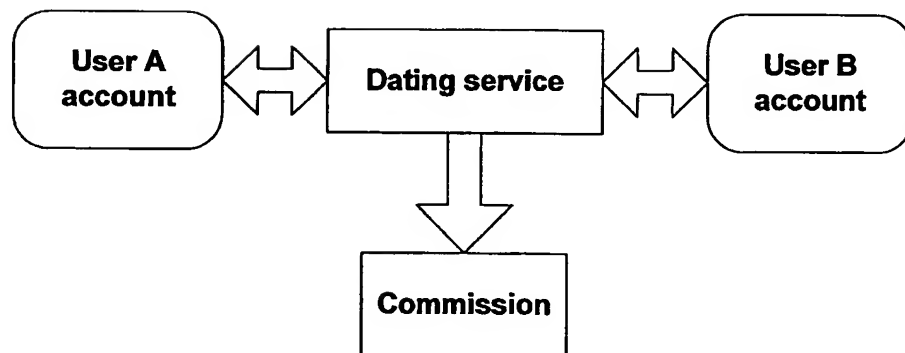 User A
account
Dating service
User B
account
Commission